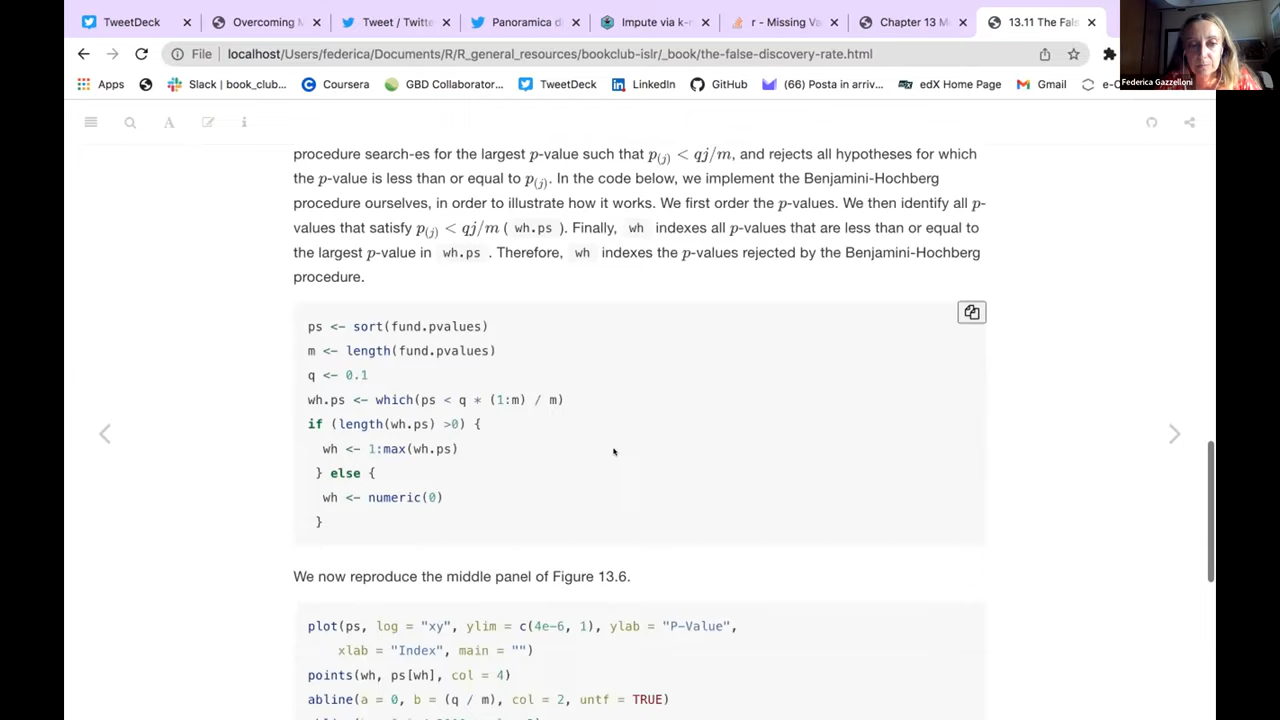 TweetDeck
Overcoming M
Tweet / Twitte
Panoramica d
Impute via k-n
r - Missing Va
Chapter 13 M
13.11 The Fals
File localhost/Users/federica/Documents/R/R_general_resources/bookclub-islr/_book/the-false-discovery-rate.html
Federica Gazzelloni
Apps Slack | book_club... Coursera GBD Collaborator... TweetDeck LinkedIn GitHub (66) Posta in arriv... edX Home Page Gmail e-C
procedure search-es for the largest p-value such that p(j) < qj/m, and rejects all hypotheses for which
the p-value is less than or equal to p(j). In the code below, we implement the Benjamini-Hochberg
procedure ourselves, in order to illustrate how it works. We first order the p-values. We then identify all p-
values that satisfy p(j) < qj/m ( wh.ps ). Finally, wh indexes all p-values that are less than or equal to
the largest p-value in wh.ps . Therefore, wh indexes the p-values rejected by the Benjamini-Hochberg
procedure.
ps <- sort(fund.pvalues)
m <- length(fund.pvalues)
q <- 0.1
wh.ps <- which(ps < q * (1:m) / m)
if (length(wh.ps) >0) {
wh <- 1:max(wh.ps)
} else {
wh <- numeric(0)
}
We now reproduce the middle panel of Figure 13.6.
plot(ps, log = "xy", ylim = c(4e-6, 1), ylab = "P-Value",
xlab = "Index", main = "")
points(wh, ps[wh], col = 4)
abline(a = 0, b = (q / m), col = 2, untf = TRUE)